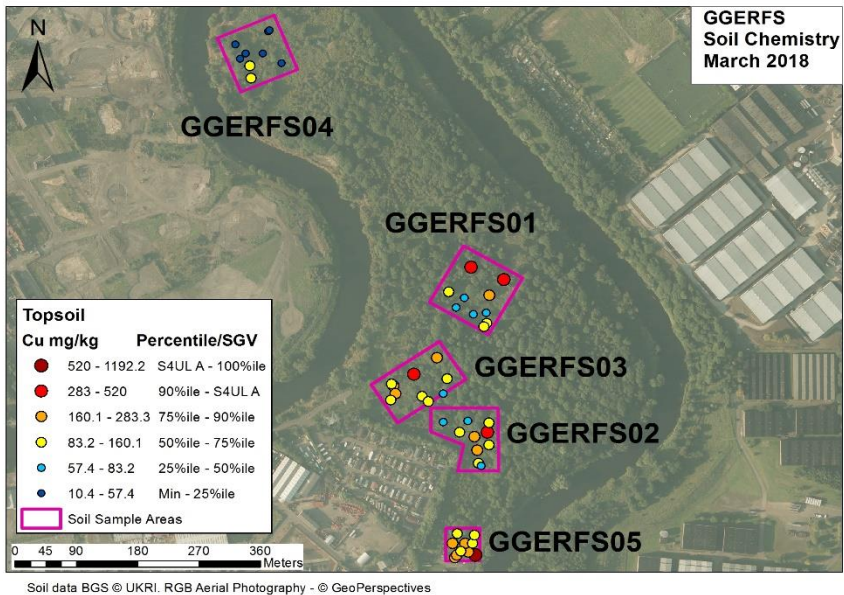 GGERFS
Soil Chemistry
March 2018
N
GGERFS04
GGERFS01
GGERFS03
GGERFS02
GGERFS05
Topsoil
Cu mg/kg Percentile/SGV
520 - 1192.2 S4UL A - 100%ile
283 - 520 90%ile - S4UL A
160.1 - 283.3 75%ile - 90%ile
83.2 - 160.1 50%ile - 75%ile
57.4 - 83.2 25%ile - 50%ile
10.4 - 57.4 Min - 25%ile
Soil Sample Areas
0 45 90 180 270 360
Meters
Soil data BGS © UKRI. RGB Aerial Photography - © GeoPerspectives